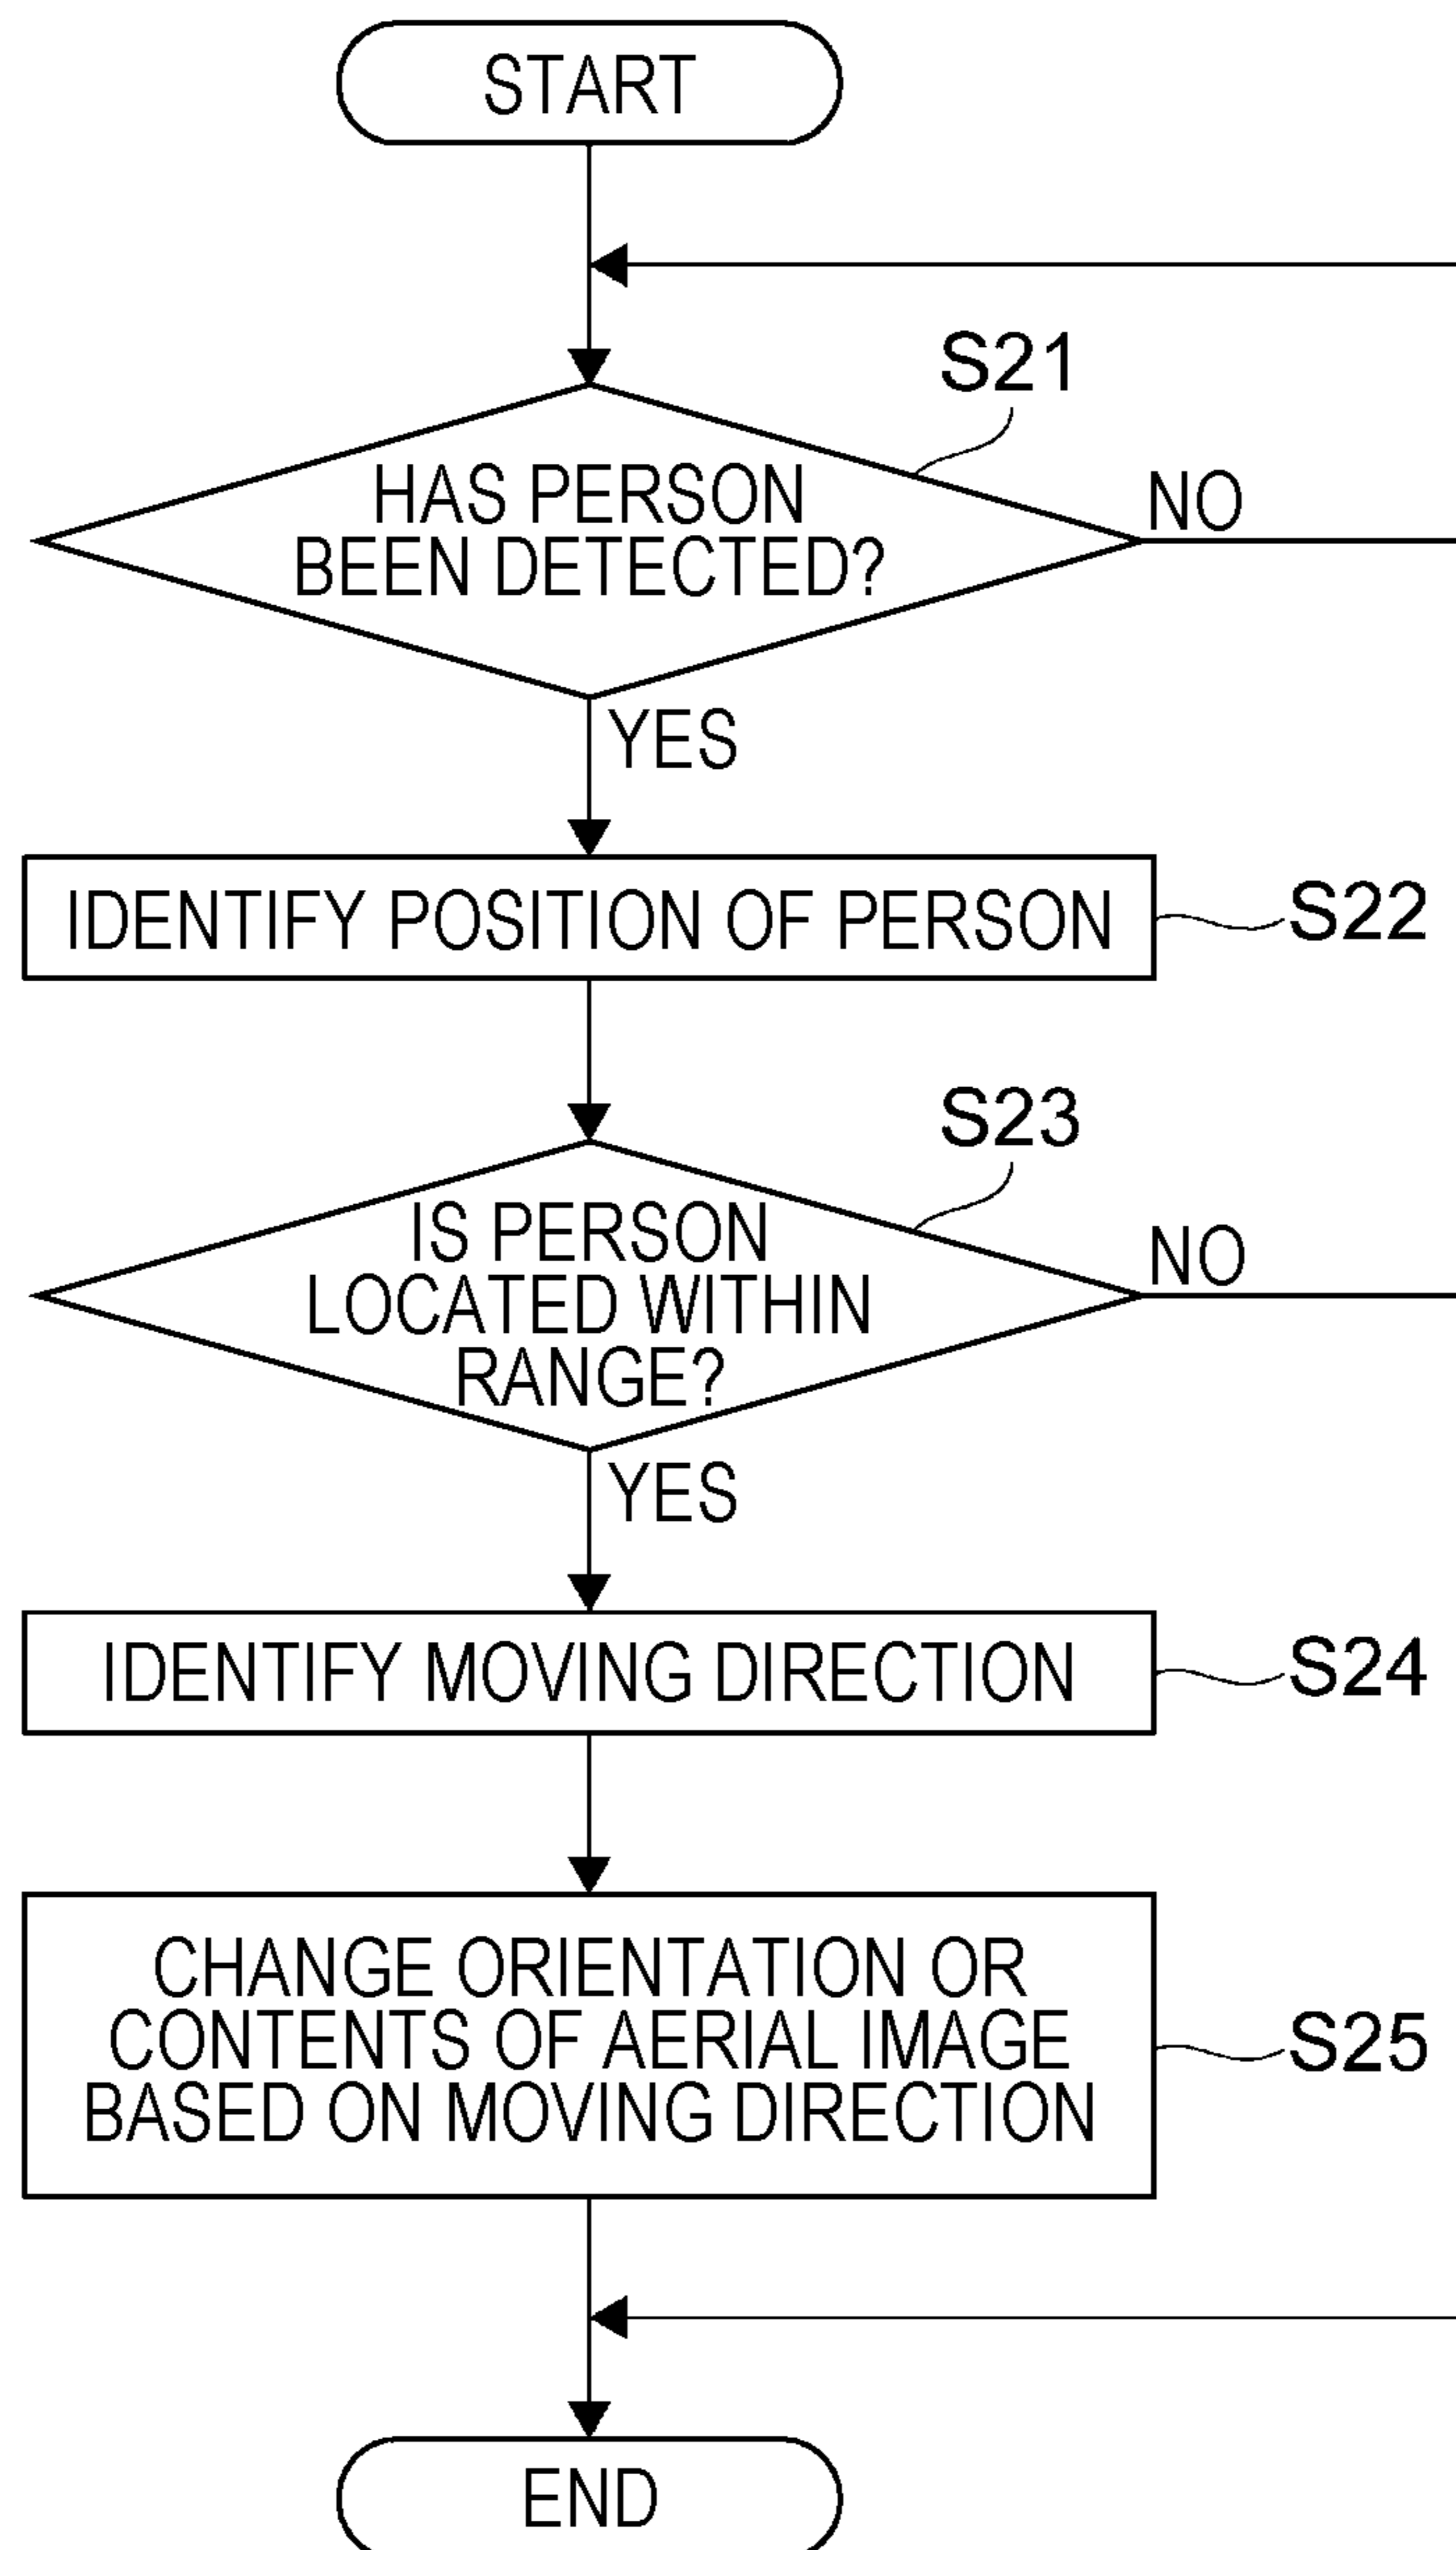 START
S21
HAS PERSON
BEEN DETECTED?
NO
YES
IDENTIFY POSITION OF PERSON
S22
S23
IS PERSON
LOCATED WITHIN
RANGE?
NO
YES
IDENTIFY MOVING DIRECTION
S24
CHANGE ORIENTATION OR
CONTENTS OF AERIAL IMAGE
BASED ON MOVING DIRECTION
S25
END